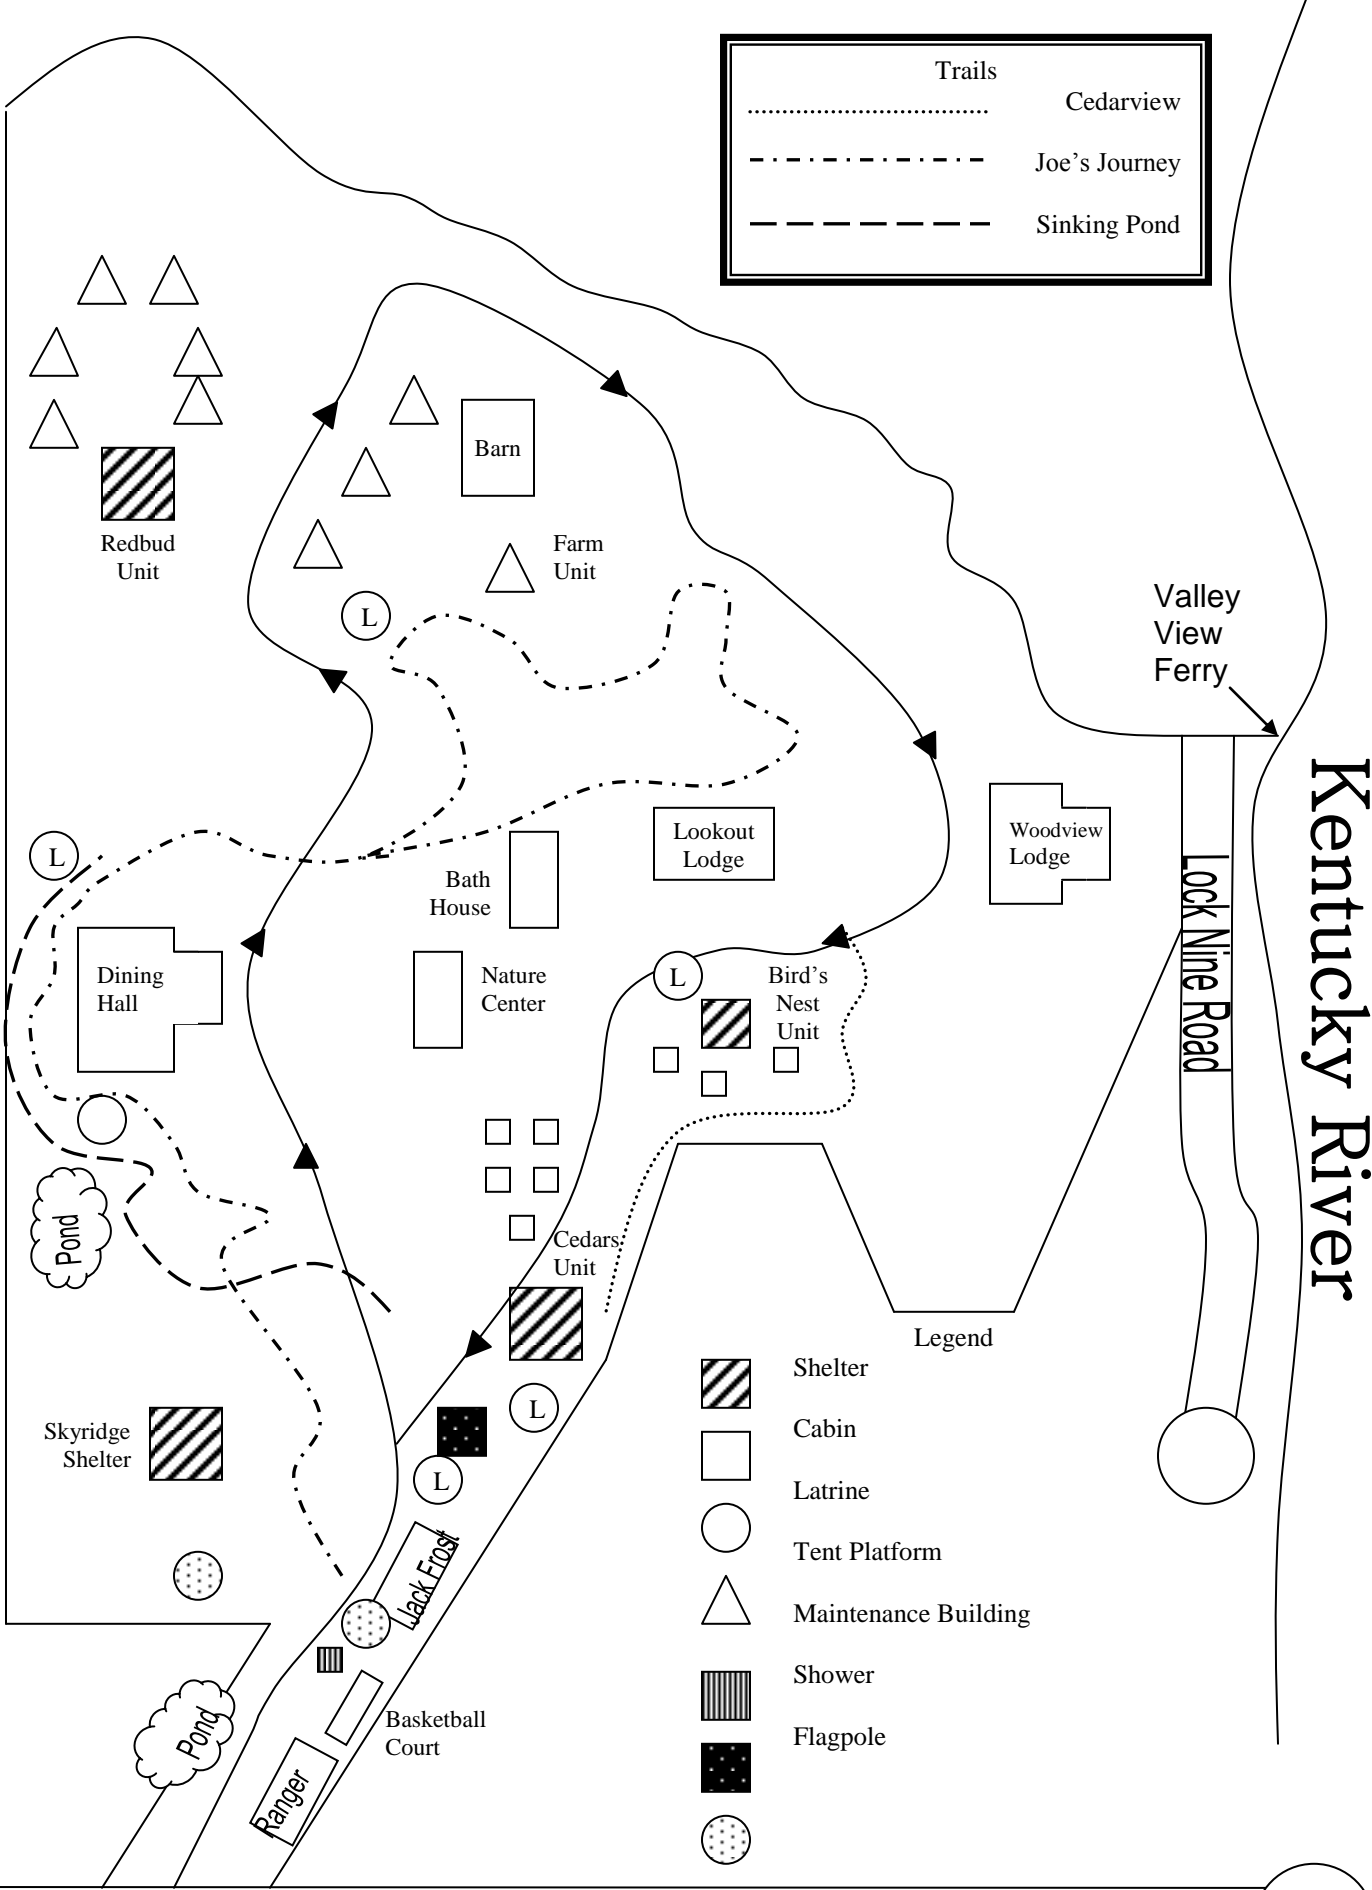 Trails
Cedarview
Joe's Journey
Sinking Pond
Barn
Redbud
Unit
Farm
Unit
L
Valley
View
Ferry
Kentucky River
Lookout
Lodge
Woodview
Lodge
Lock Nine Road
L
Bath
House
Dining
Hall
Nature
Center
L
Bird's
Nest
Unit
Pond
Cedars
Unit
Legend
Shelter
Cabin
Latrine
Tent Platform
Maintenance Building
Shower
Flagpole
L
Skyridge
Shelter
L
Jack Frost
Pond
Basketball
Court
Ranger